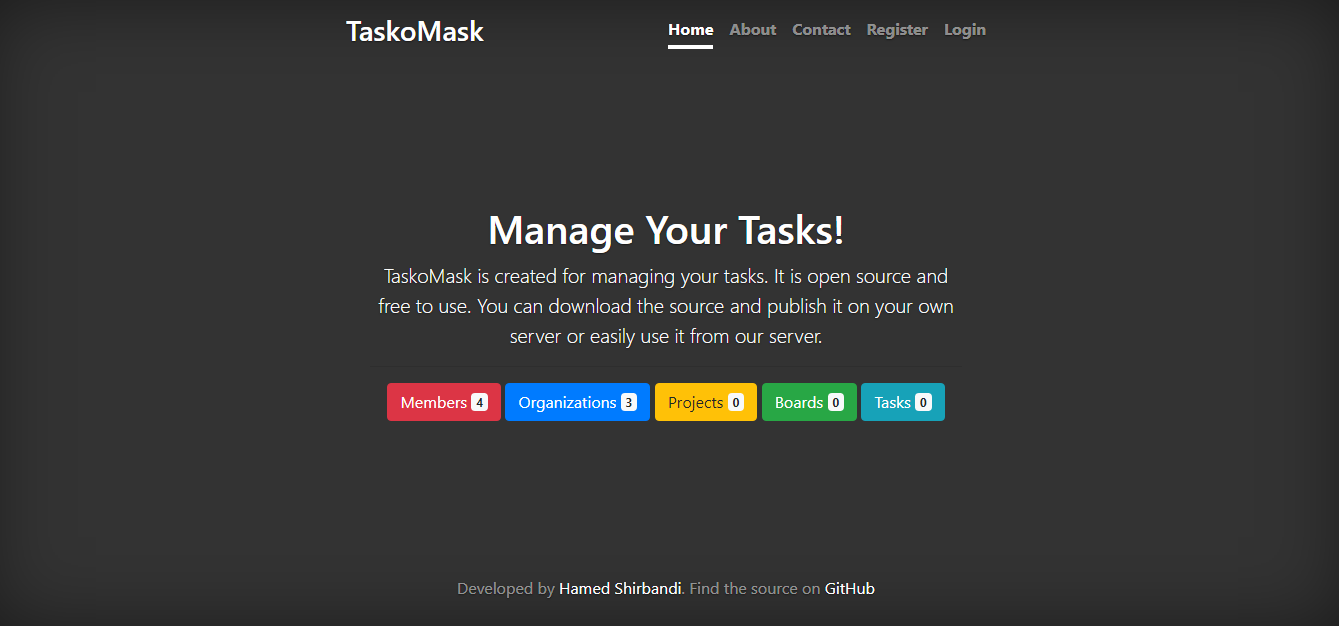 TaskoMask Home About Contact Register Login
Manage Your Tasks!
TaskoMask is created for managing your tasks. It is open source and
free to use. You can download the source and publish it on your own
server or easily use it from our server.
Members 4 Organizations 3 Projects 0 Boards 0 Tasks 0
Developed by Hamed Shirbandi. Find the source on GitHub